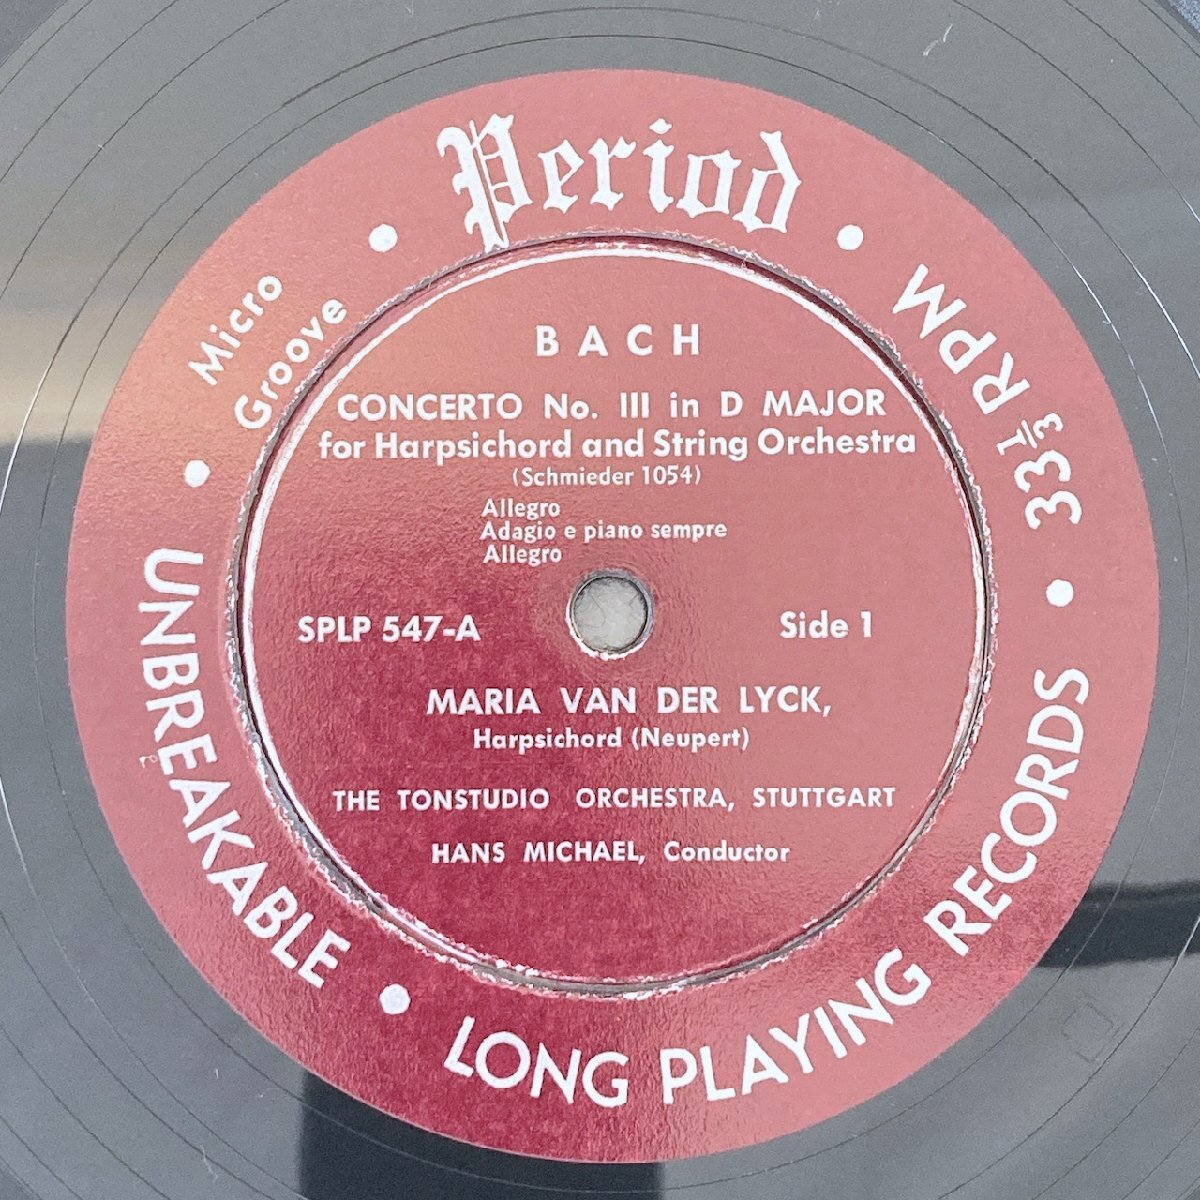 Period
Micro
Groove
33⅓ RPM
BACH
CONCERTO No. III in D MAJOR
for Harpsichord and String Orchestra
(Schmieder 1054)
Allegro
Adagio e piano sempre
Allegro
SPLP 547-A
Side 1
MARIA VAN DER LYCK,
Harpsichord (Neupert)
THE TONSTUDIO ORCHESTRA, STUTTGART
HANS MICHAEL, Conductor
UNBREAKABLE
LONG PLAYING RECORDS